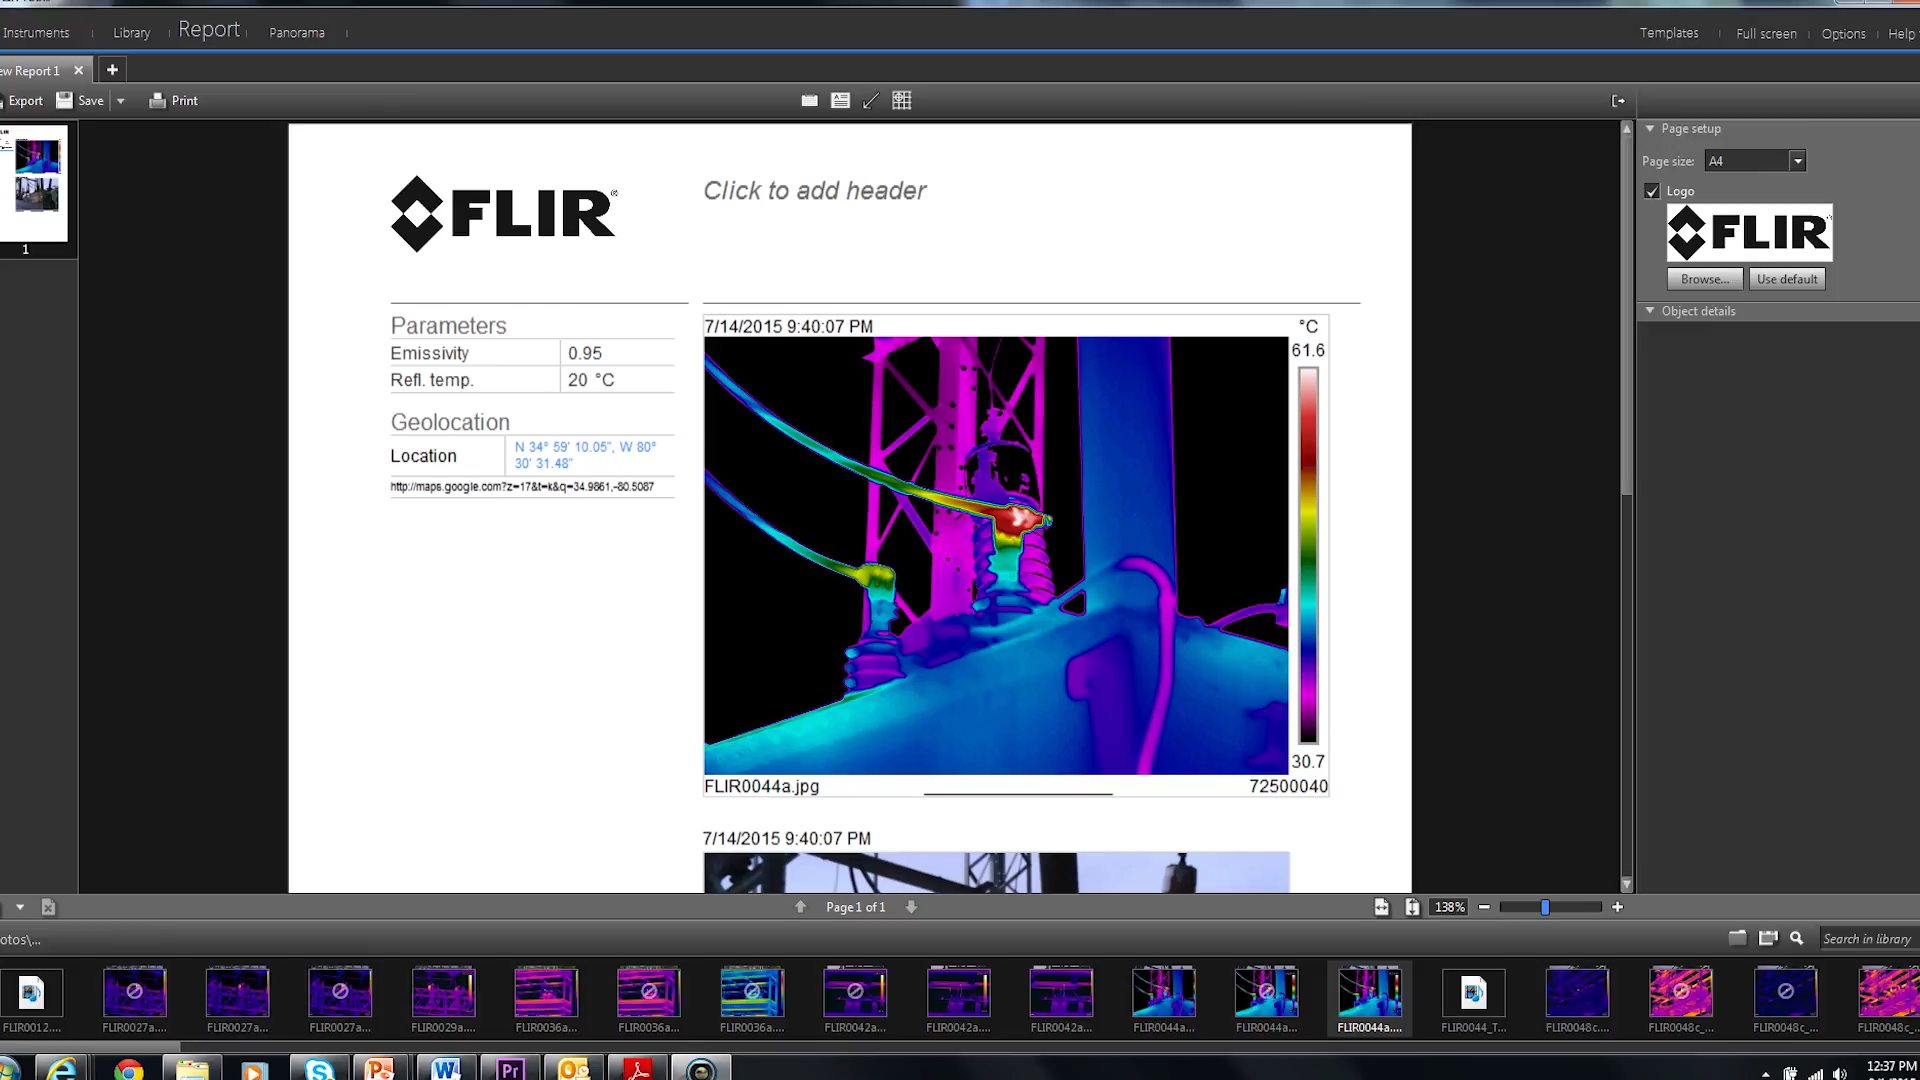 Instruments
Library
Report
Panorama
Templates
Full screen
Options
Help
ew Report 1
Export
Save
Print
1
FLIR
Click to add header
Parameters
Emissivity 0.95
Refl. temp. 20 °C
Geolocation
Location
N 34° 59' 10.05", W 80°
30' 31.48"
http://maps.google.com?z=17&t=k&q=34.9861,-80.5087
7/14/2015 9:40:07 PM
°C
61.6
30.7
FLIR0044a.jpg
72500040
7/14/2015 9:40:07 PM
Page setup
Page size: A4
Logo
FLIR
Browse...
Use default
Object details
Page 1 of 1
138%
otos\...
Search in library
FLIR0012....
FLIR0027a...
FLIR0027a...
FLIR0027a...
FLIR0029a...
FLIR0036a...
FLIR0036a...
FLIR0036a...
FLIR0042a...
FLIR0042a...
FLIR0042a...
FLIR0044a...
FLIR0044a...
FLIR0044a....
FLIR0044_T...
FLIR0048c....
FLIR0048c_...
FLIR0048c_...
FLIR0048c_..
12:37 PM